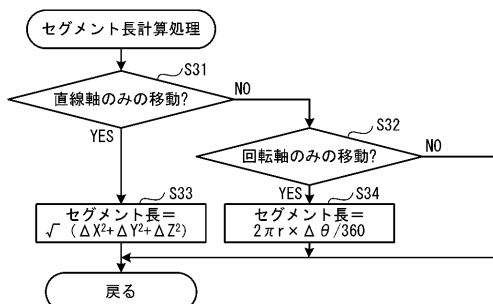 セグメント長計算処理
S31
直線軸のみの移動?
NO
YES
S32
回転軸のみの移動?
NO
YES
S33
セグメント長=
√(ΔX²+ΔY²+ΔZ²)
S34
セグメント長=
2πr×Δθ/360
戻る